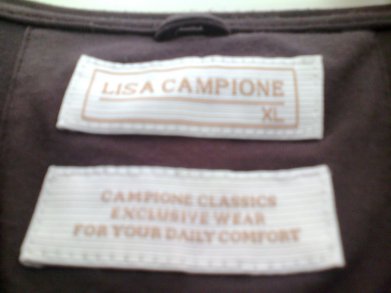 LISA CAMPIONE
XL
CAMPIONE CLASSICS
EXCLUSIVE WEAR
FOR YOUR DAILY COMFORT